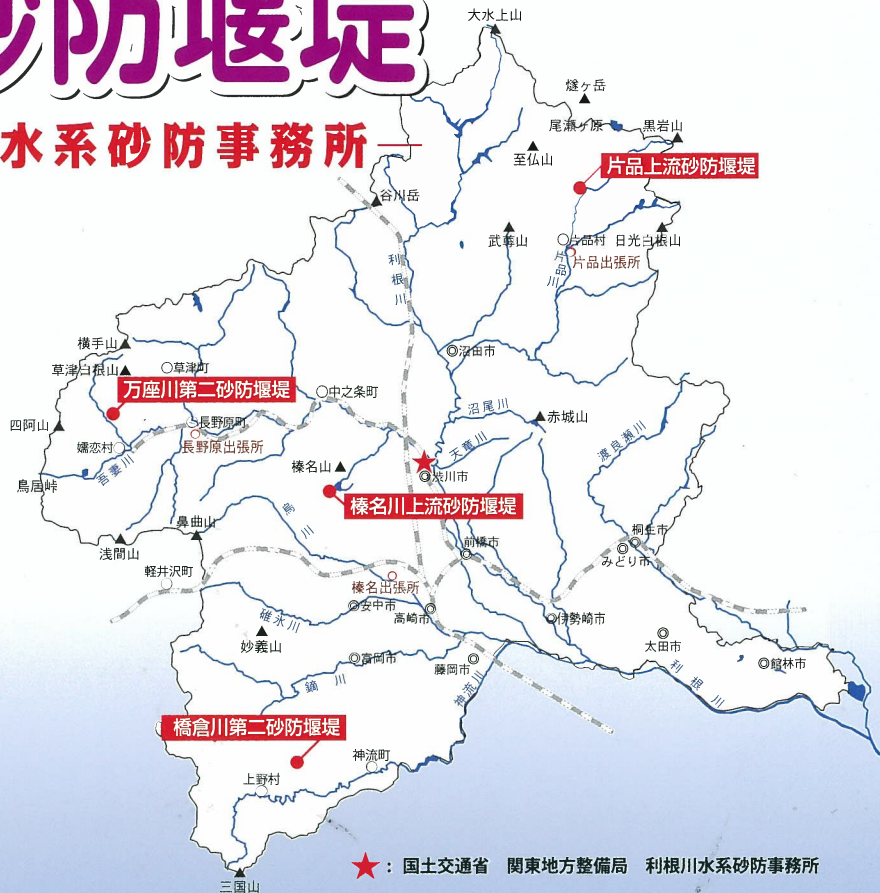 砂防堰堤
水系砂防事務所
大水上山
燧ヶ岳
尾瀬ヶ原
黒岩山
至仏山
片品上流砂防堰堤
谷川岳
武尊山
片品村
日光白根山
片品出張所
片品川
利根川
横手山
沼田市
草津白根山
草津町
万座川第二砂防堰堤
中之条町
沼尾川
赤城山
四阿山
長野原町
長野原出張所
嬬恋村
吾妻川
天竜川
渡良瀬川
榛名山
渋川市
鳥居峠
榛名川上流砂防堰堤
烏川
鼻曲山
浅間山
前橋市
桐生市
みどり市
軽井沢町
榛名出張所
安中市
高崎市
伊勢崎市
碓氷川
妙義山
太田市
富岡市
藤岡市
館林市
鏑川
神流川
利根川
橋倉川第二砂防堰堤
神流町
上野村
三国山
★：国土交通省 関東地方整備局 利根川水系砂防事務所